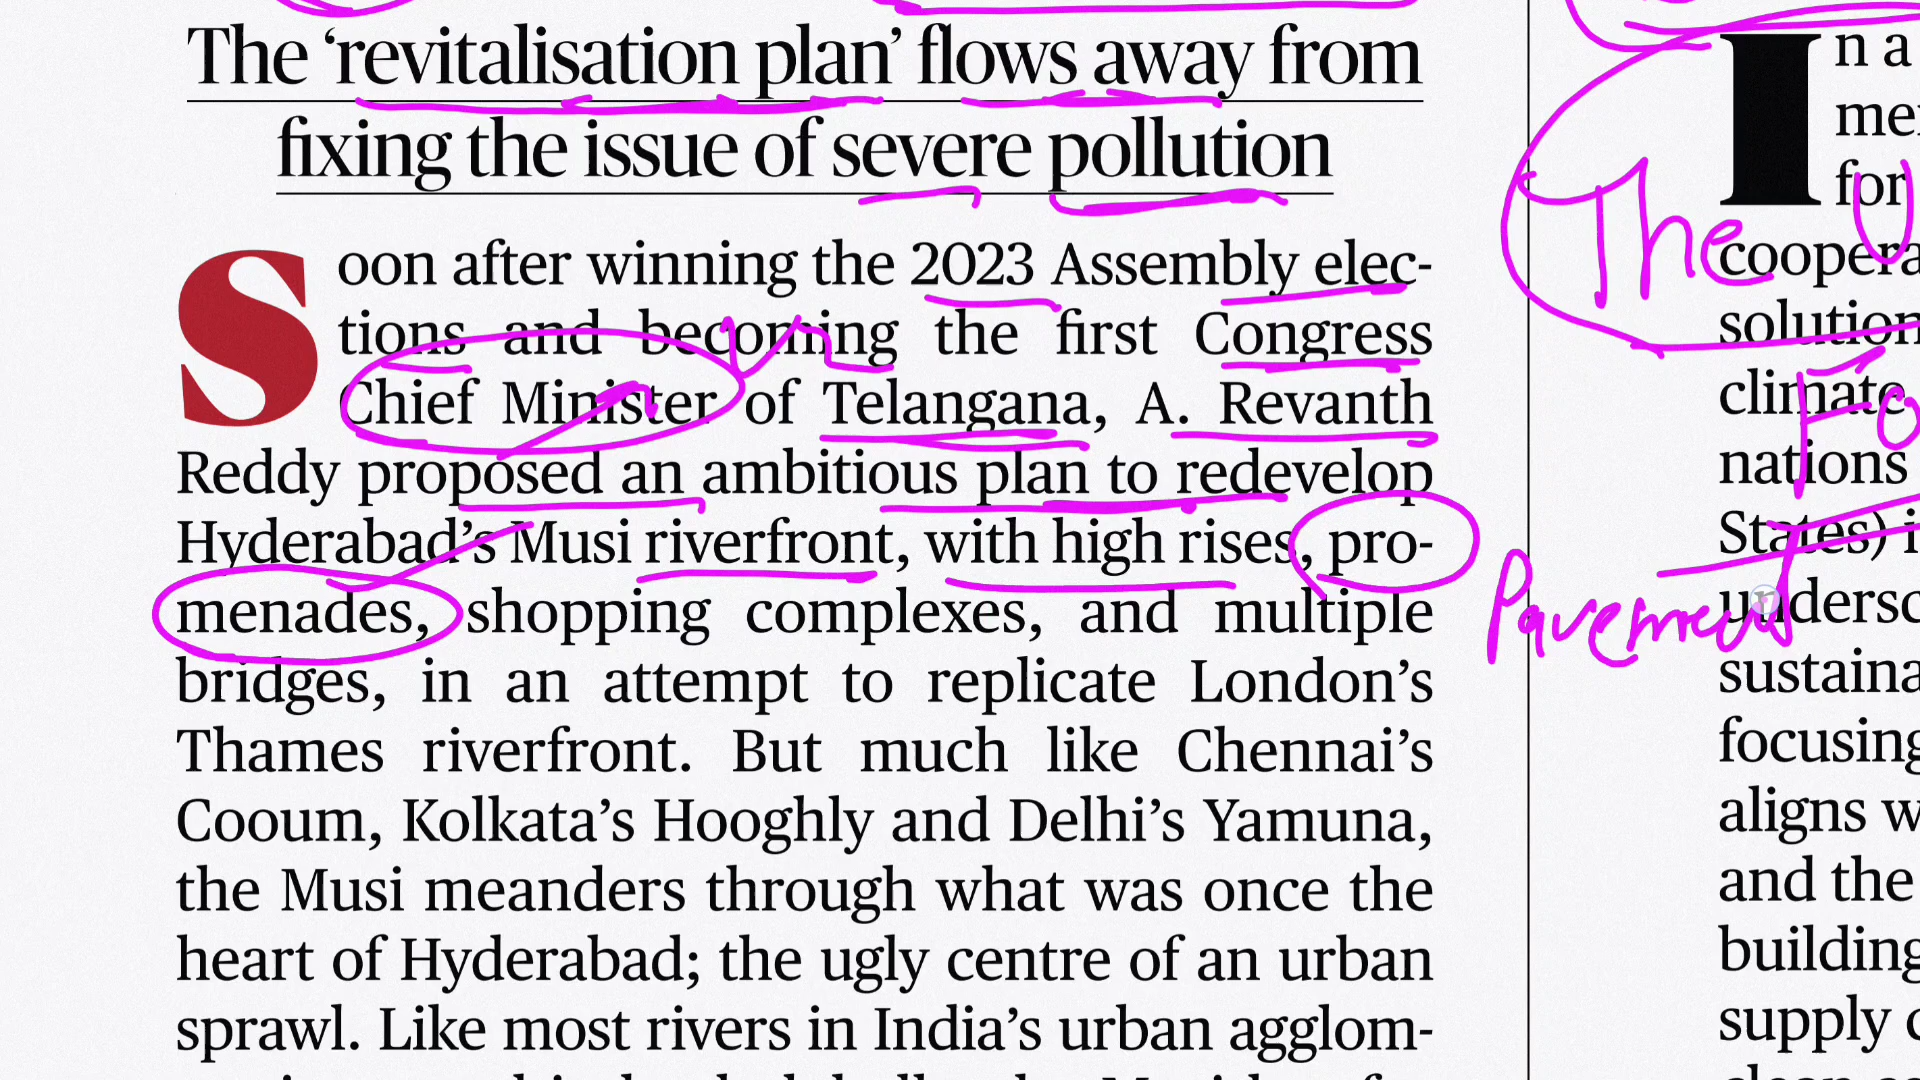 The ‘revitalisation plan’ flows away from
fixing the issue of severe pollution
Soon after winning the 2023 Assembly elec-
tions and becoming the first Congress
Chief Minister of Telangana, A. Revanth
Reddy proposed an ambitious plan to redevelop
Hyderabad’s Musi riverfront, with high rises, pro-
menades, shopping complexes, and multiple
bridges, in an attempt to replicate London’s
Thames riverfront. But much like Chennai’s
Cooum, Kolkata’s Hooghly and Delhi’s Yamuna,
the Musi meanders through what was once the
heart of Hyderabad; the ugly centre of an urban
sprawl. Like most rivers in India’s urban agglom-
Pavement
The
In a
for
coopera
solution
climate
nations
States) i
undersc
sustaina
focusing
aligns w
and the
building
supply c